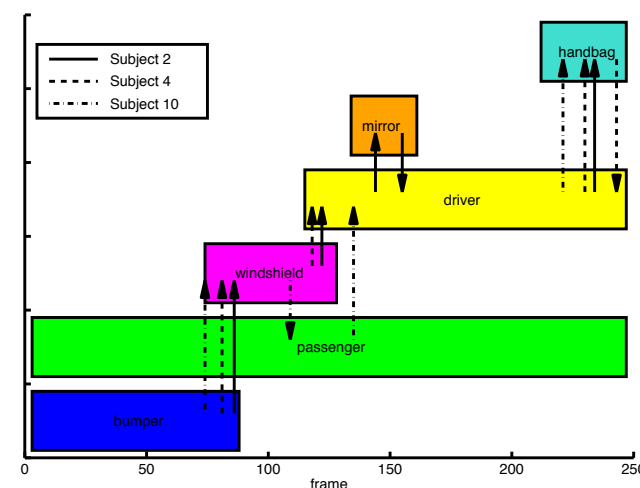 Subject 2
Subject 4
Subject 10
handbag
mirror
driver
windshield
passenger
bumper
0 50 100 150 200 250
frame